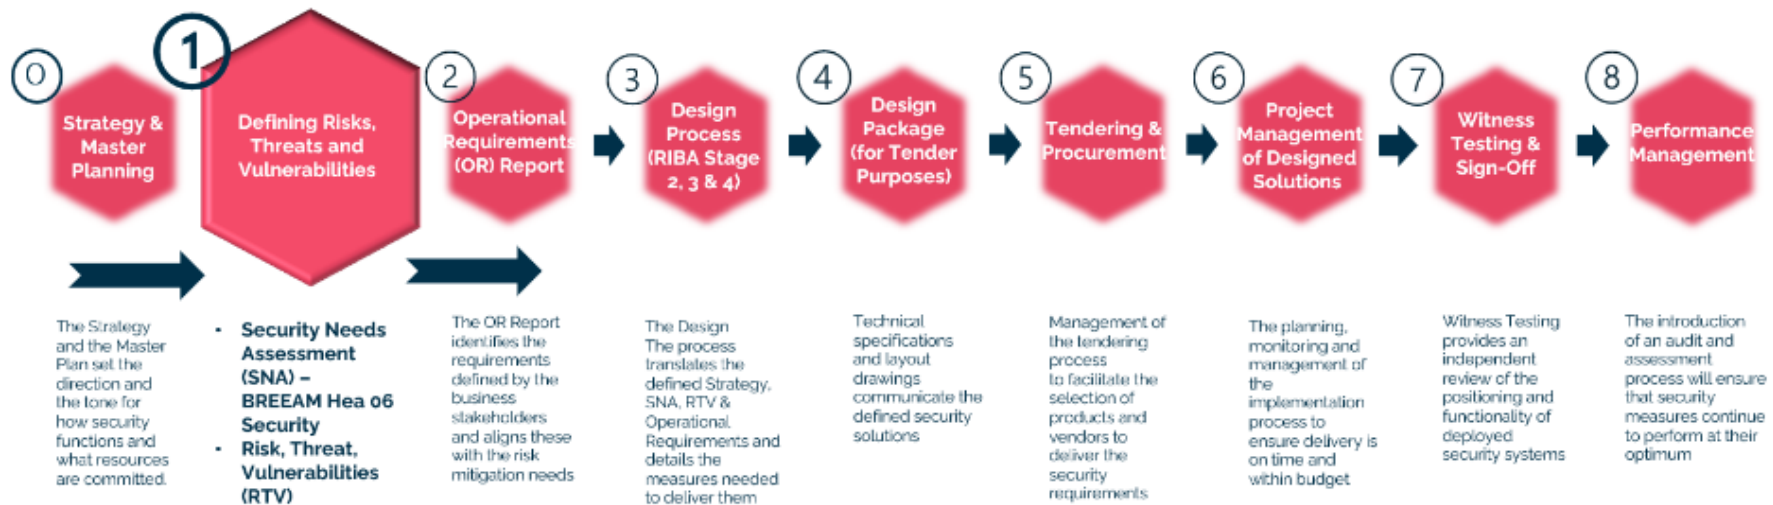 0
Strategy &
Master
Planning
The Strategy
and the Master
Plan set the
direction and
the tone for
how security
functions and
what resources
are committed.
1
Defining Risks,
Threats and
Vulnerabilities
• Security Needs
Assessment
(SNA) –
BREEAM Hea 06
Security
• Risk, Threat,
Vulnerabilities
(RTV)
2
Operational
Requirements
(OR) Report
The OR Report
identifies the
requirements
defined by the
business
stakeholders
and aligns these
with the risk
mitigation needs
3
Design
Process
(RIBA Stage
2, 3 & 4)
The Design
The process
translates the
defined Strategy,
SNA, RTV &
Operational
Requirements and
details the
measures needed
to deliver them
4
Design
Package
(for Tender
Purposes)
Technical
specifications
and layout
drawings
communicate the
defined security
solutions
5
Tendering &
Procurement
Management of
the tendering
process
to facilitate the
selection of
products and
vendors to
deliver the
security
requirements
6
Project
Management
of Designed
Solutions
The planning,
monitoring and
management of
the
implementation
process to
ensure delivery is
on time and
within budget
7
Witness
Testing &
Sign-Off
Witness Testing
provides an
independent
review of the
positioning and
functionality of
deployed
security systems
8
Performance
Management
The introduction
of an audit and
assessment
process will ensure
that security
measures continue
to perform at their
optimum